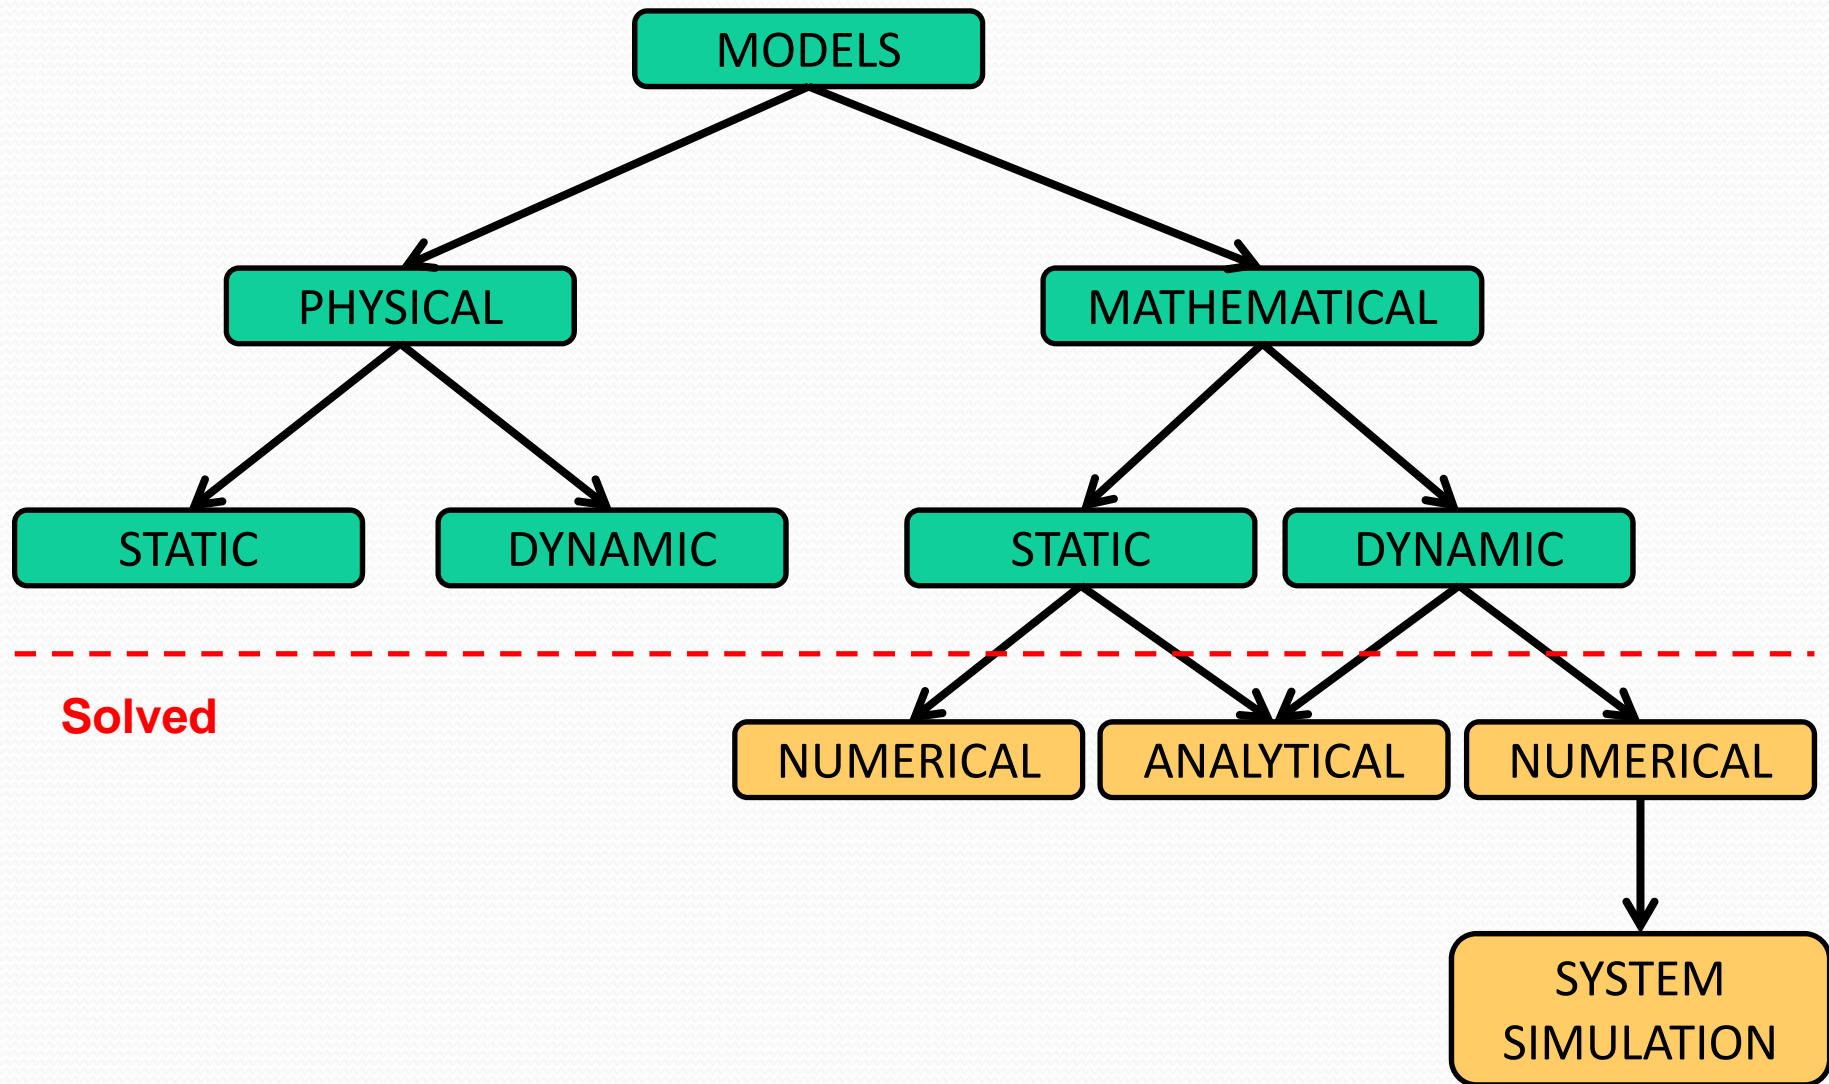 MODELS
PHYSICAL
MATHEMATICAL
STATIC
DYNAMIC
STATIC
DYNAMIC
Solved
NUMERICAL
ANALYTICAL
NUMERICAL
SYSTEM
SIMULATION